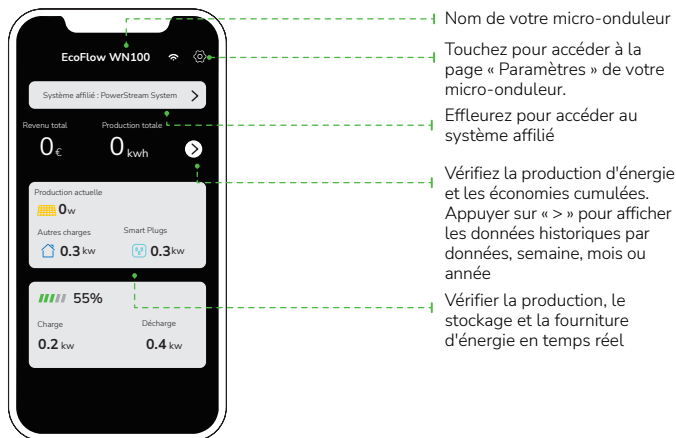 EcoFlow WN100
Système affilié : PowerStream System >
Revenu total
Production totale
0 €
0 kwh
>
Production actuelle
0w
Autres charges
Smart Plugs
0.3 kw
0.3kw
55%
Charge
Décharge
0.2 kw
0.4 kw
Nom de votre micro-onduleur
Touchez pour accéder à la
page « Paramètres » de votre
micro-onduleur.
Effleurez pour accéder au
système affilié
Vérifiez la production d'énergie
et les économies cumulées.
Appuyer sur « > » pour afficher
les données historiques par
données, semaine, mois ou
année
Vérifier la production, le
stockage et la fourniture
d'énergie en temps réel